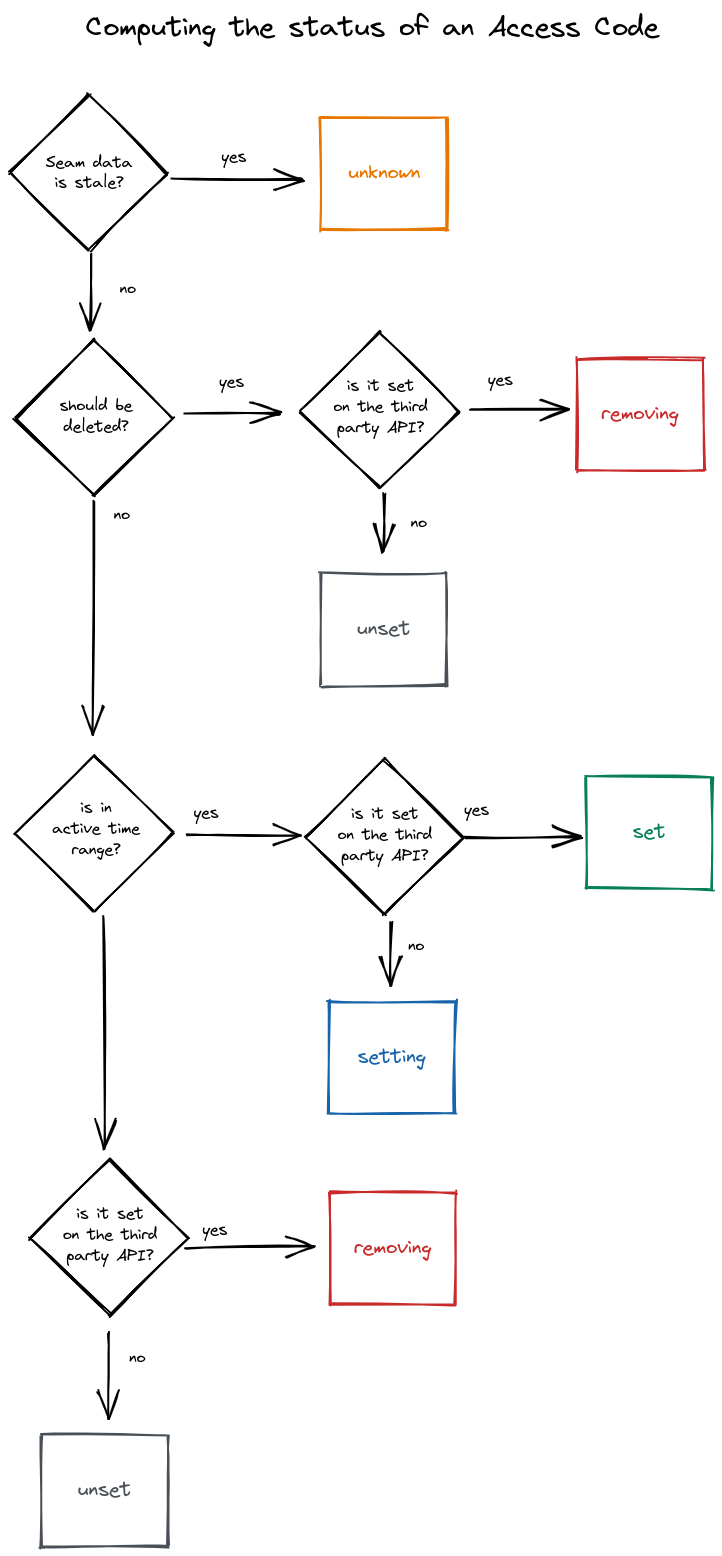 Computing the status of an Access Code
Seam data
is stale?
yes
unknown
no
should be
deleted?
yes
is it set
on the third
party API?
yes
removing
no
no
unset
is in
active time
range?
yes
is it set
on the third
party API?
yes
set
no
setting
is it set
on the third
party API?
yes
removing
no
unset